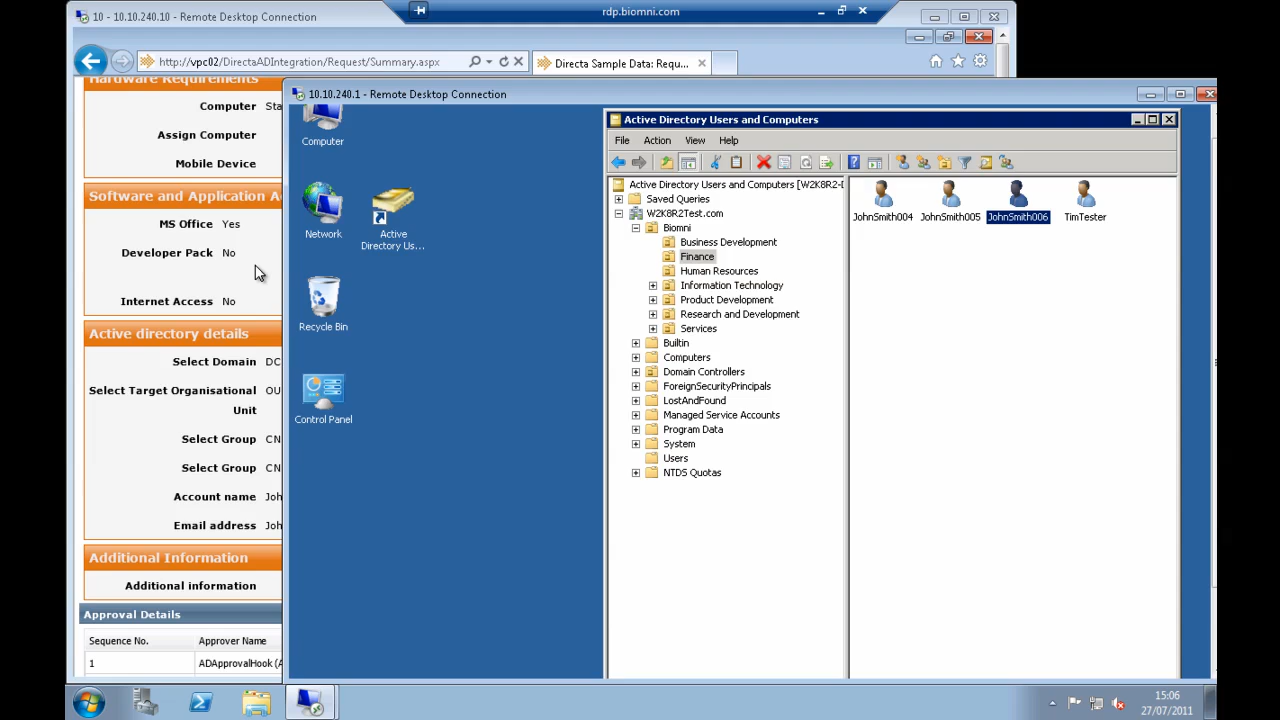 10 - 10.10.240.10 - Remote Desktop Connection
rdp.biomni.com
http://vpc02/DirectaADIntegration/Request/Summary.aspx
Directa Sample Data: Requ...
Hardware Requirements
Computer Sta
Assign Computer
Mobile Device
Software and Application A
MS Office Yes
Developer Pack No
Internet Access No
Active directory details
Select Domain DC
Select Target Organisational Unit OU
Select Group CN
Select Group CN
Account name Joh
Email address Joh
Additional Information
Additional information
Approval Details
Sequence No. Approver Name
1 ADApprovalHook (A
10.10.240.1 - Remote Desktop Connection
Computer
Network
Active
Directory Us...
Recycle Bin
Control Panel
Active Directory Users and Computers
File Action View Help
Active Directory Users and Computers [W2K8R2-D
Saved Queries
W2K8R2Test.com
Biomni
Business Development
Finance
Human Resources
Information Technology
Product Development
Research and Development
Services
Builtin
Computers
Domain Controllers
ForeignSecurityPrincipals
LostAndFound
Managed Service Accounts
Program Data
System
Users
NTDS Quotas
JohnSmith004 JohnSmith005 JohnSmith006 TimTester
15:06
27/07/2011